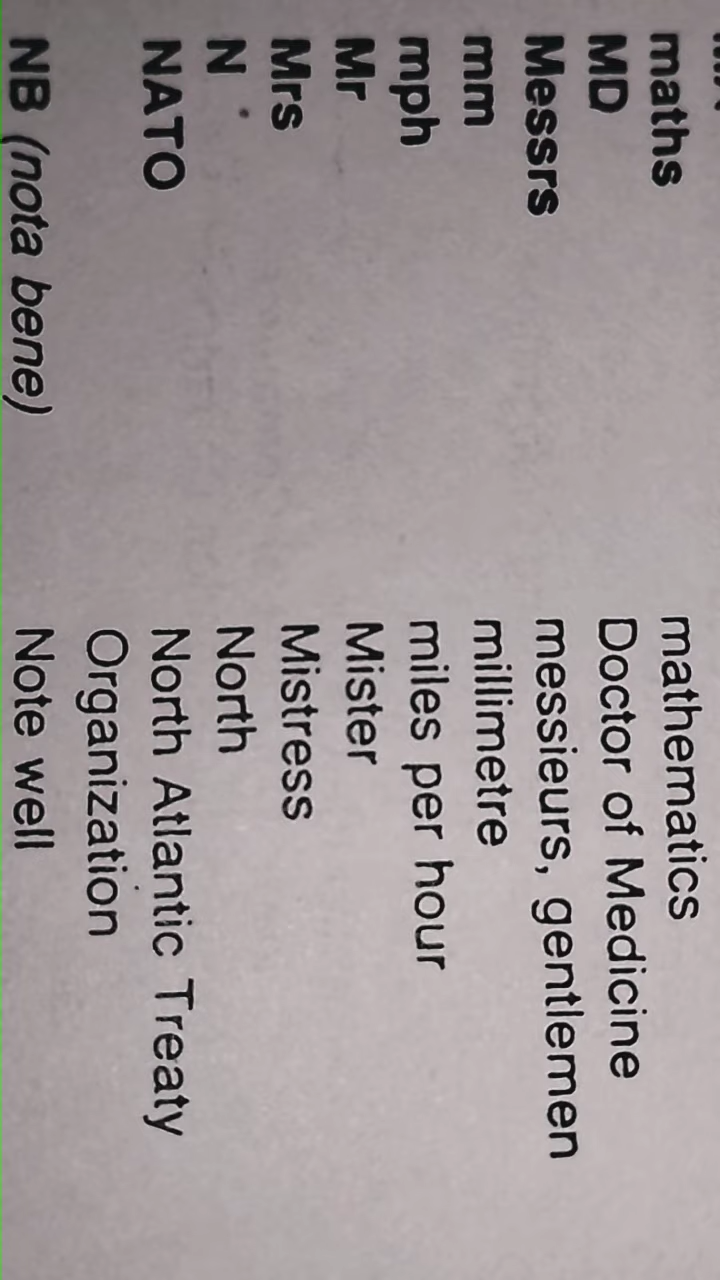 maths mathematics
MD Doctor of Medicine
Messrs messieurs, gentlemen
mm millimetre
mph miles per hour
Mr Mister
Mrs Mistress
N North
NATO North Atlantic Treaty
Organization
NB (nota bene) Note well